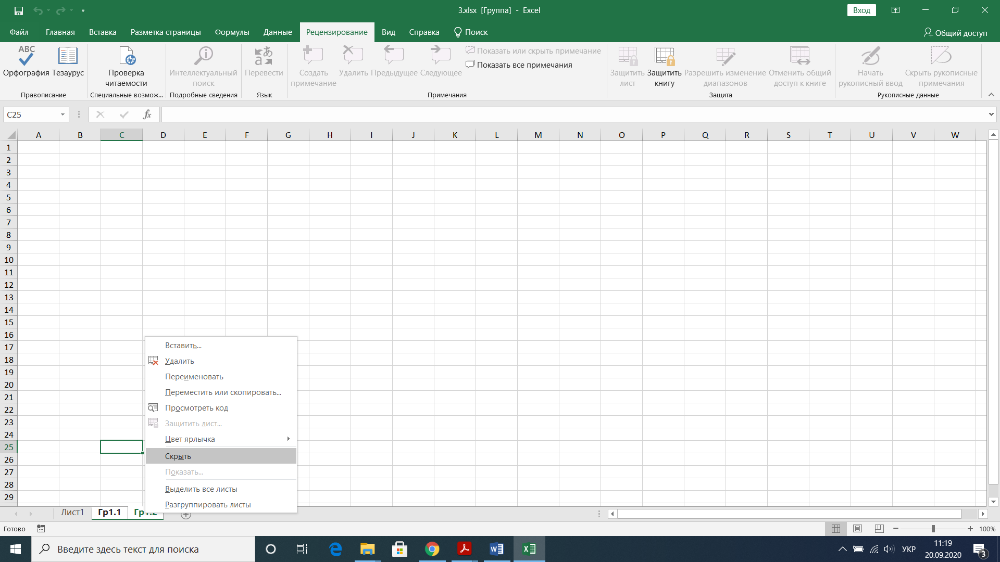 3.xlsx  [Группа]  -  Excel
Вход
Файл Главная Вставка Разметка страницы Формулы Данные Рецензирование Вид Справка Поиск Общий доступ
ABC
Орфография Тезаурус Проверка читаемости Интеллектуальный поиск Перевести Создать примечание Удалить Предыдущее Следующее
Показать или скрыть примечание
Показать все примечания
Защитить лист Защитить книгу Разрешить изменение диапазонов Отменить общий доступ к книге Начать рукописный ввод Скрыть рукописные примечания
Правописание Специальные возмож... Подробные сведения Язык Примечания Защита Рукописные данные
C25 fx
A B C D E F G H I J K L M N O P Q R S T U V W
1
2
3
4
5
6
7
8
9
10
11
12
13
14
15
16
17
18
19
20
21
22
23
24
25
26
27
28
29
Вставить...
Удалить
Переименовать
Переместить или скопировать...
Просмотреть код
Защитить лист...
Цвет ярлычка
Скрыть
Показать...
Выделить все листы
Разгруппировать листы
Лист1 Гр1.1 Гр1.2
Готово 100%
Введите здесь текст для поиска
УКР
11:19
20.09.2020
3